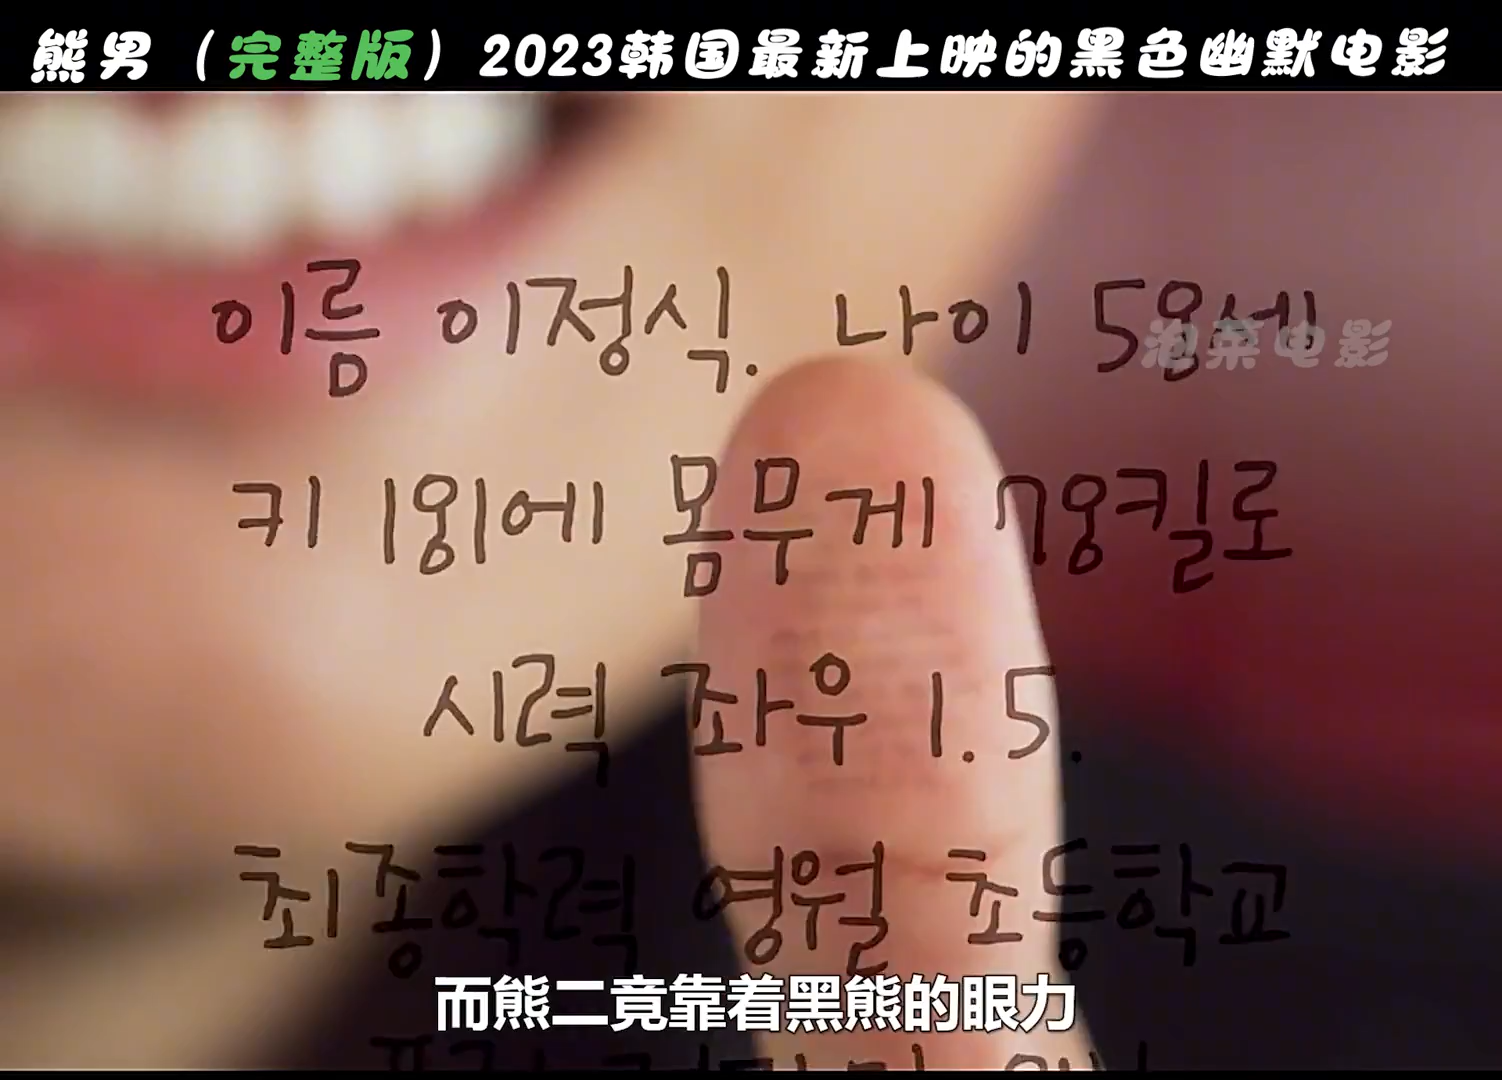 熊男（完整版）2023韩国最新上映的黑色幽默电影
이름 이정식. 나이 58세
泡菜电影
키 181에 몸무게 78킬로
시력 좌우 1.5.
최종학력 영월 초등학교
而熊二竟靠着黑熊的眼力